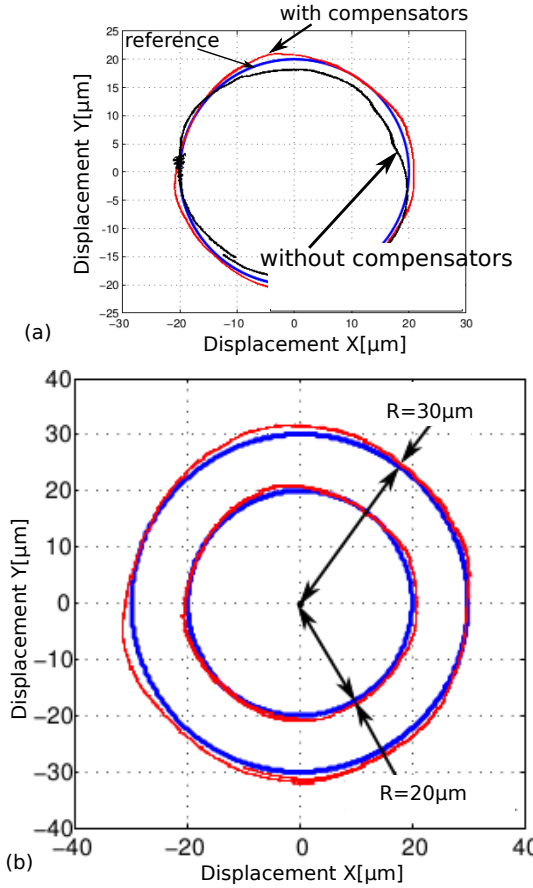 with compensators
reference
25
20
15
10
5
0
-5
-10
-15
-20
-25
Displacement Y[µm]
without compensators
-30
-20
-10
0
10
20
30
Displacement X[µm]
(a)
40
30
20
10
0
-10
-20
-30
-40
Displacement Y[µm]
R=30µm
R=20µm
-40
-20
0
20
40
Displacement X[µm]
(b)